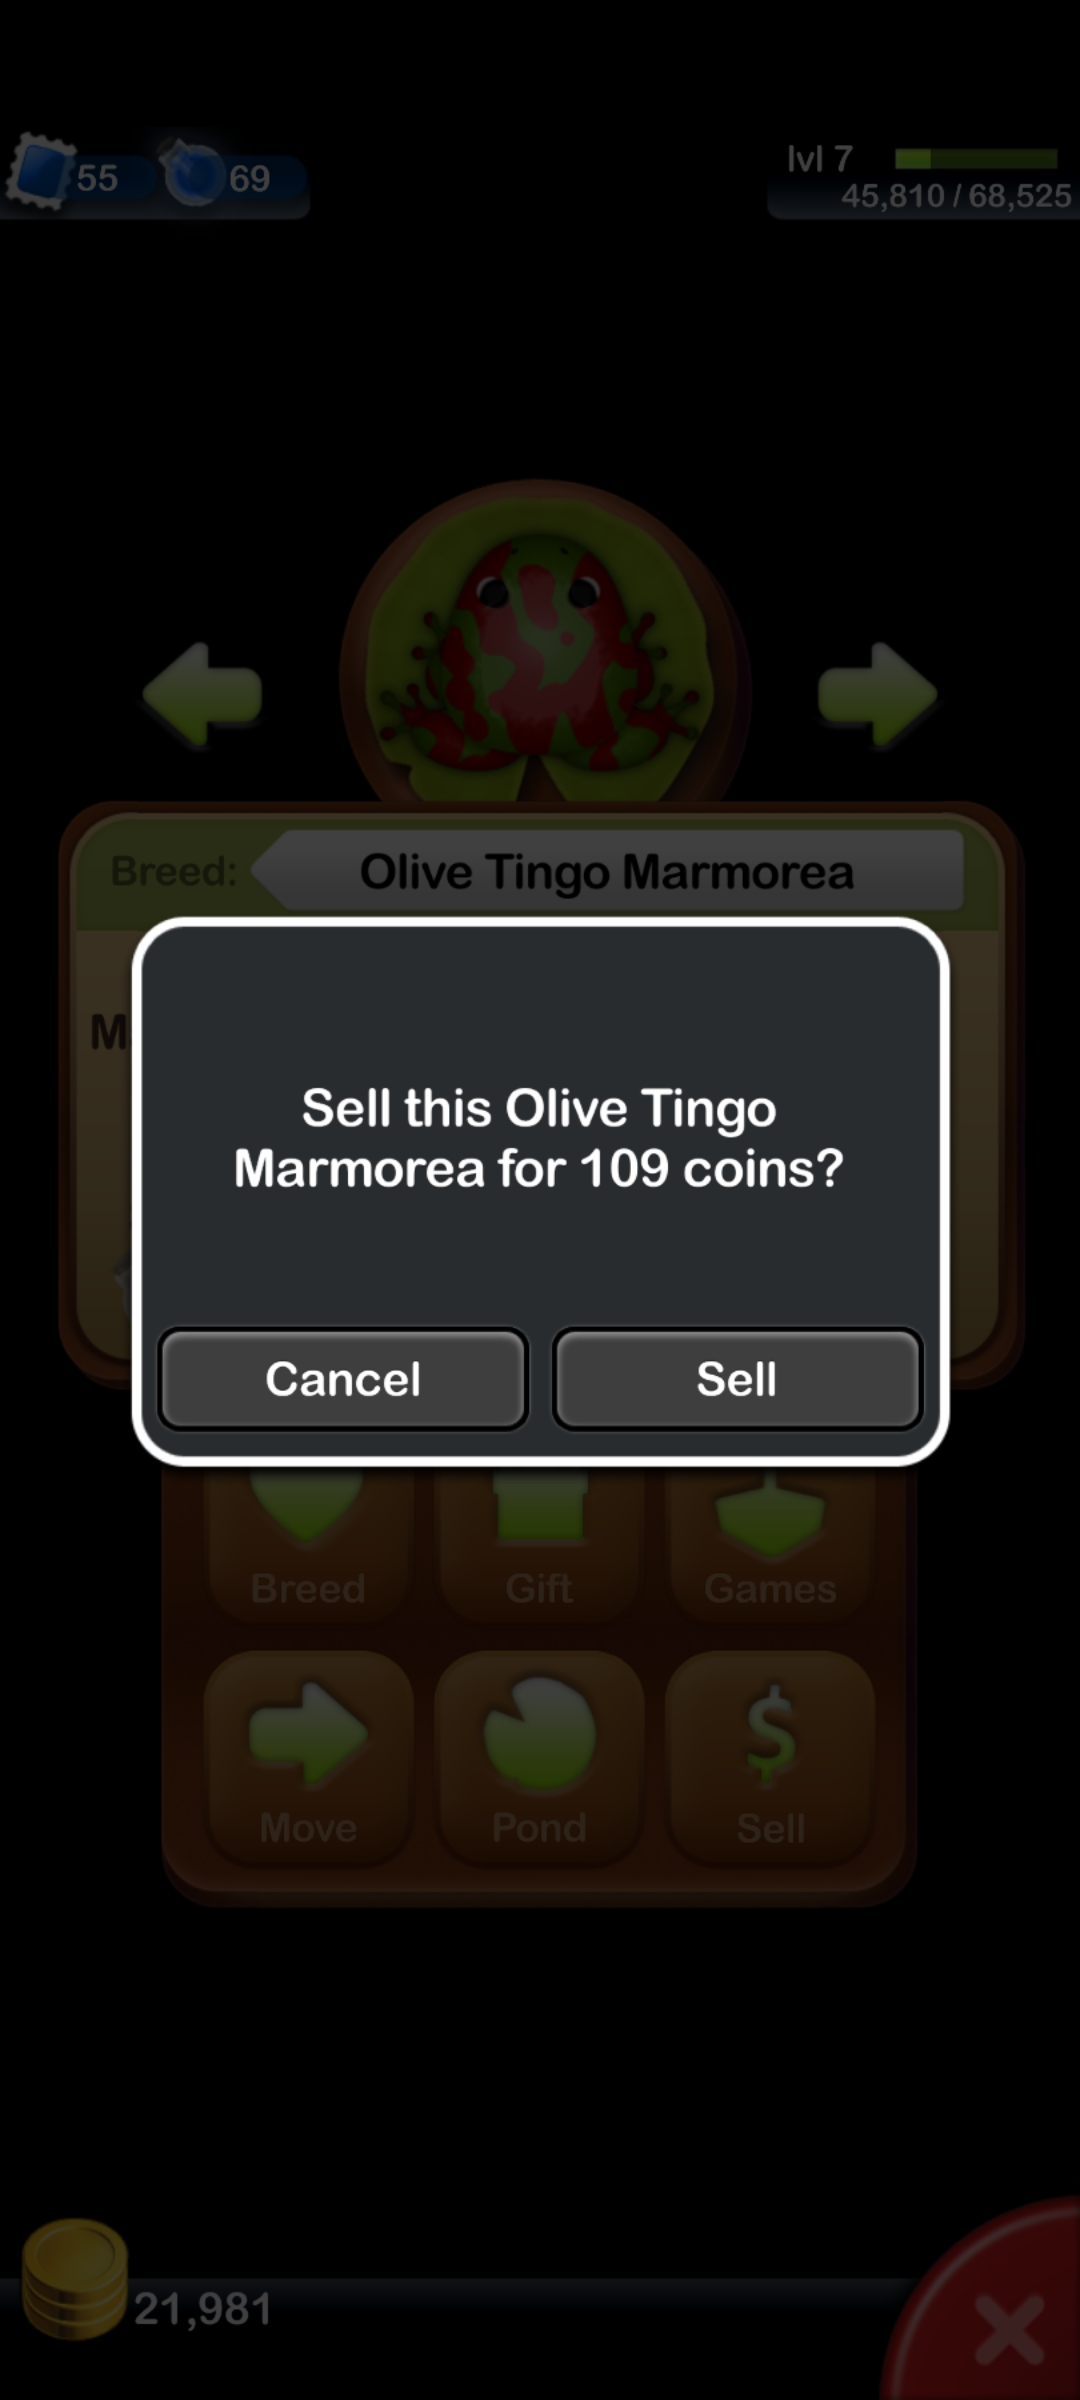 55
69
lvl 7
45,810 / 68,525
Breed:
Olive Tingo Marmorea
M
Sell this Olive Tingo
Marmorea for 109 coins?
Cancel
Sell
Breed
Gift
Games
Move
Pond
$
Sell
21,981